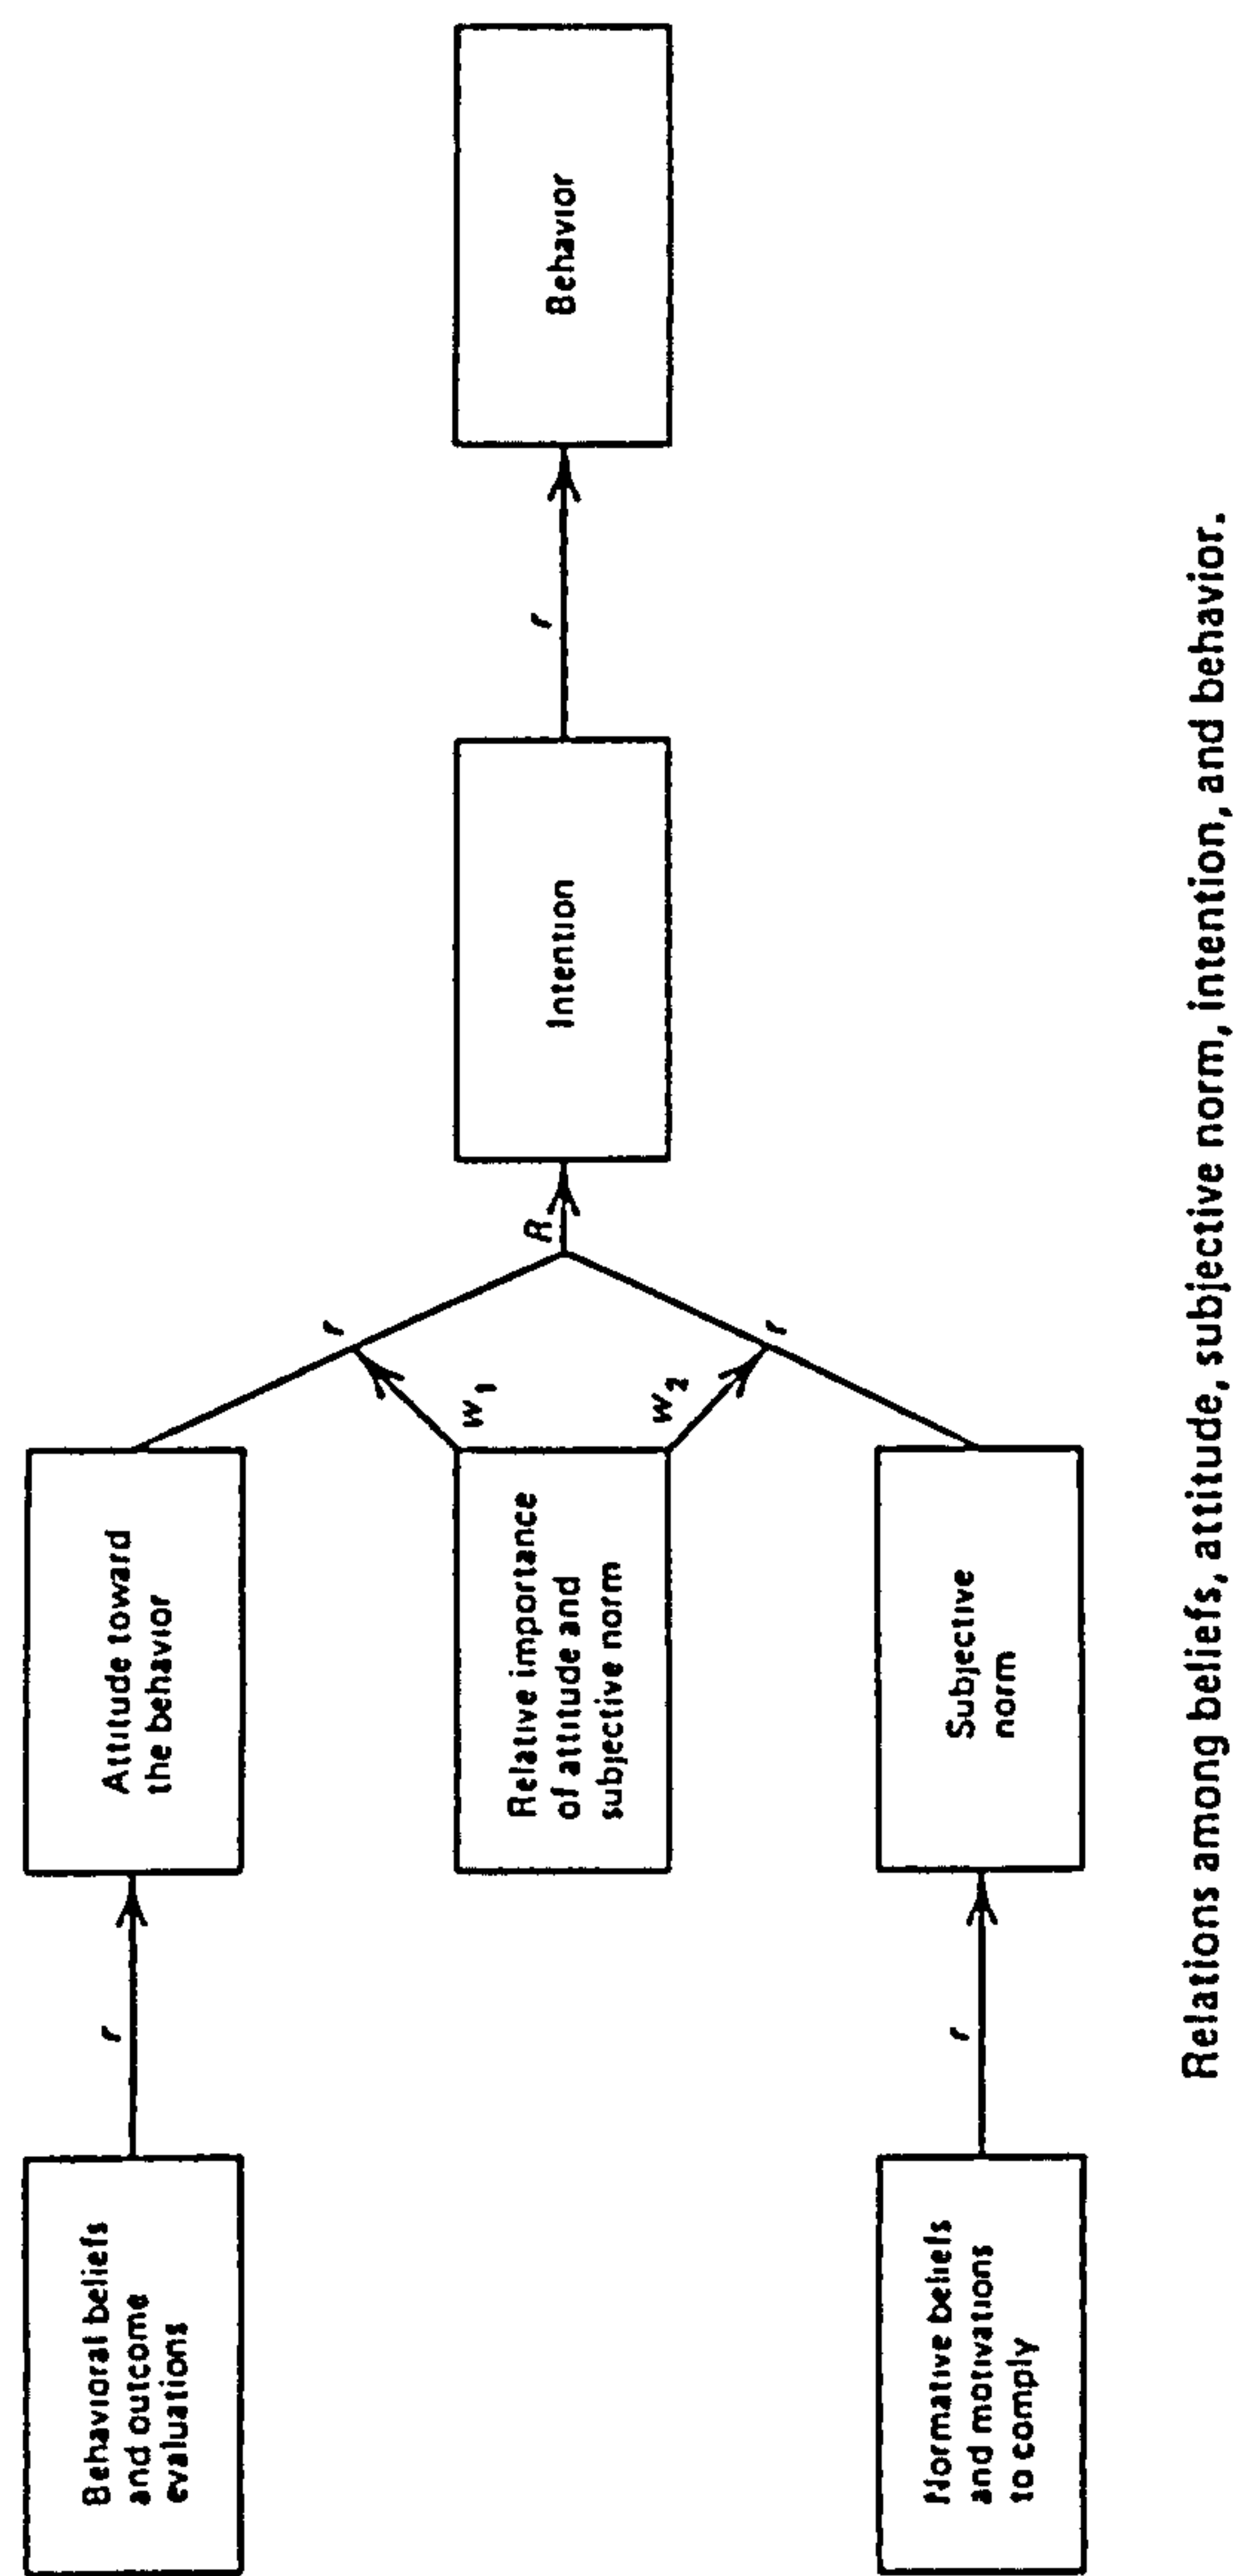 Behavioral beliefs
and outcome
evaluations
r
Attitude toward
the behavior
r
Relative importance
of attitude and
subjective norm
w₁
w₂
Normative beliefs
and motivations
to comply
r
Subjective
norm
r
R
Intention
r
Behavior
Relations among beliefs, attitude, subjective norm, intention, and behavior.